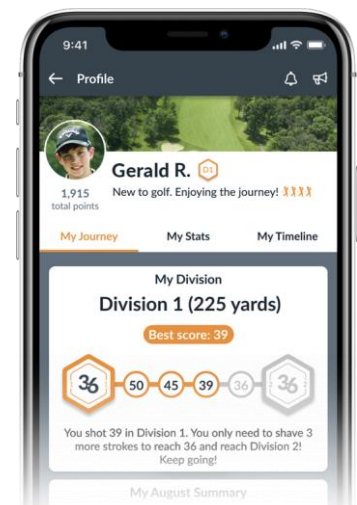 9:41
Profile
Gerald R. D1
1,915
total points
New to golf. Enjoying the journey!
My Journey My Stats My Timeline
My Division
Division 1 (225 yards)
Best score: 39
36 50 45 39 36 36
You shot 39 in Division 1. You only need to shave 3
more strokes to reach 36 and reach Division 2!
Keep going!
My August Summary